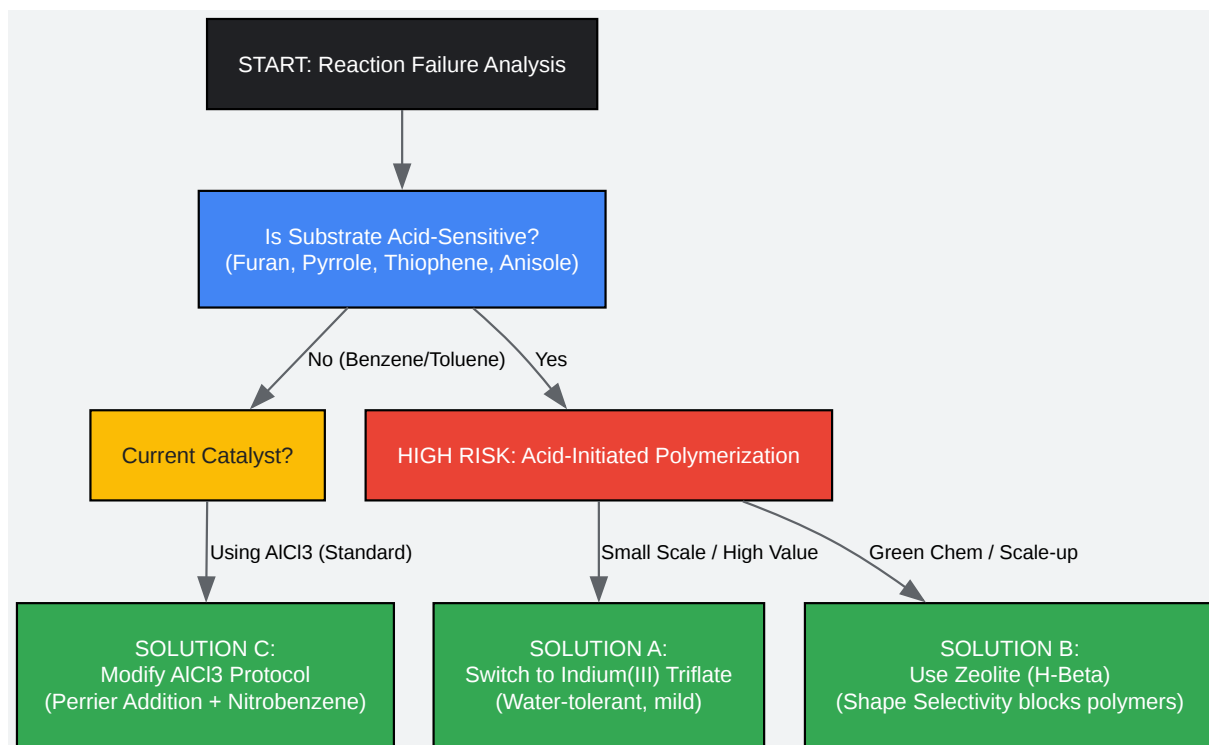 START: Reaction Failure Analysis
Is Substrate Acid-Sensitive?
(Furan, Pyrrole, Thiophene, Anisole)
No (Benzene/Toluene)
Yes
Current Catalyst?
HIGH RISK: Acid-Initiated Polymerization
Using AlCl3 (Standard)
Small Scale / High Value
Green Chem / Scale-up
SOLUTION C:
Modify AlCl3 Protocol
(Perrier Addition + Nitrobenzene)
SOLUTION A:
Switch to Indium(III) Triflate
(Water-tolerant, mild)
SOLUTION B:
Use Zeolite (H-Beta)
(Shape Selectivity blocks polymers)